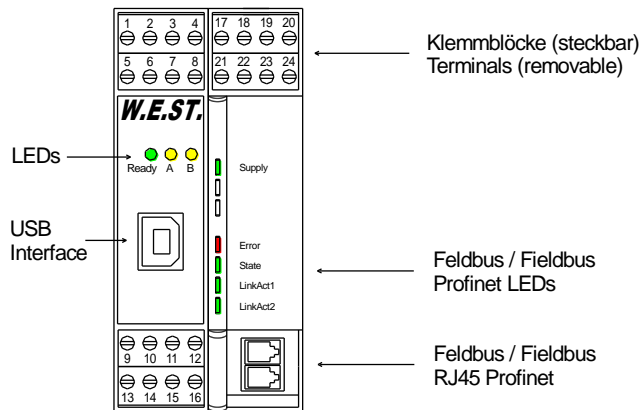 1 2 3 4 17 18 19 20
Klemmblöcke (steckbar)
Terminals (removable)
5 6 7 8 21 22 23 24
W.E.ST.
LEDs
Ready A B
Supply
USB
Interface
Error
State
LinkAct1
LinkAct2
Feldbus / Fieldbus
Profinet LEDs
9 10 11 12
13 14 15 16
Feldbus / Fieldbus
RJ45 Profinet